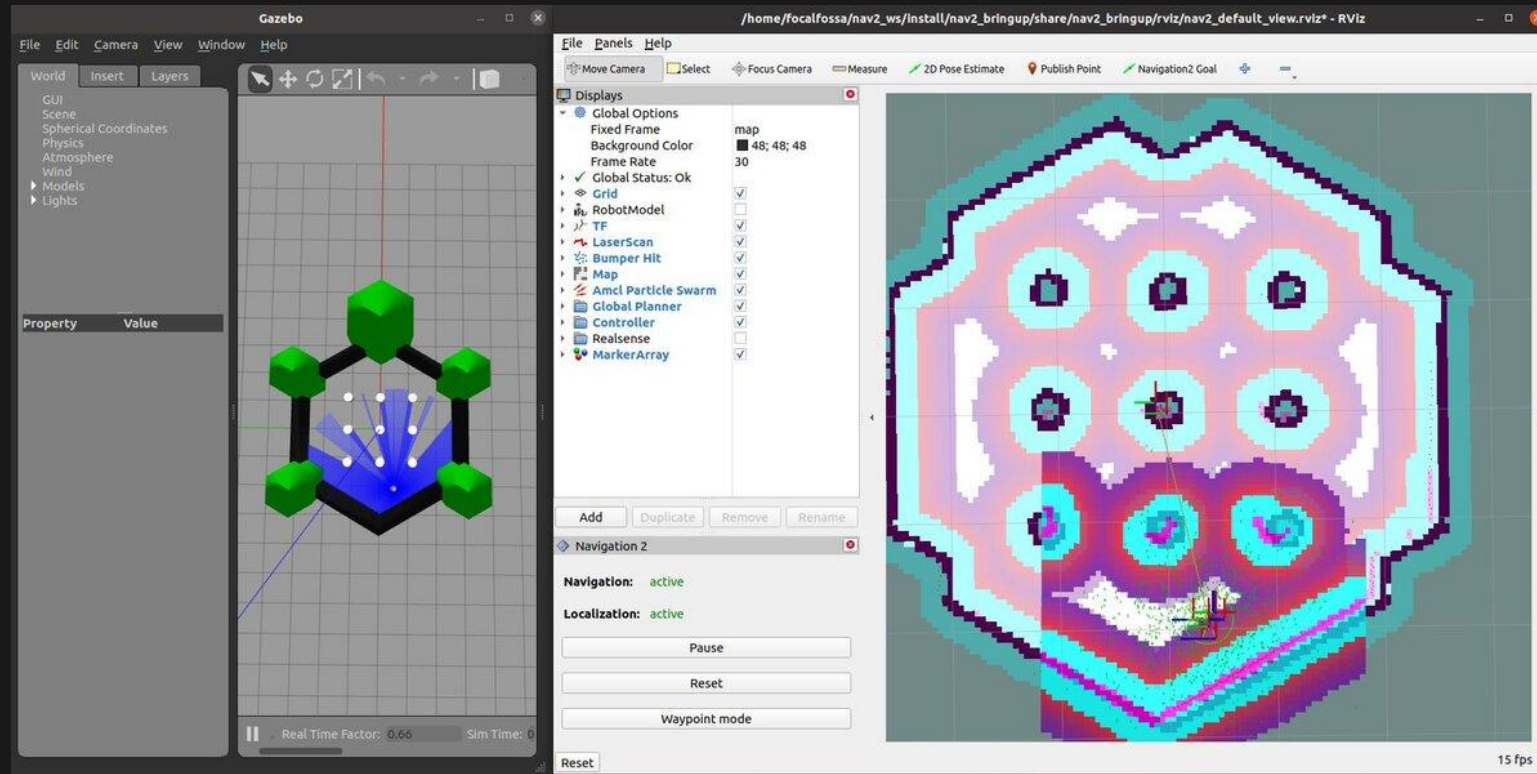 Gazebo
File Edit Camera View Window Help
World Insert Layers
GUI
Scene
Spherical Coordinates
Physics
Atmosphere
Wind
Models
Lights
Property Value
Real Time Factor: 0.66 Sim Time: 0
/home/focalfossa/nav2_ws/install/nav2_bringup/share/nav2_bringup/rviz/nav2_default_view.rviz* - RViz
File Panels Help
Move Camera Select Focus Camera Measure 2D Pose Estimate Publish Point Navigation2 Goal
Displays
Global Options
Fixed Frame map
Background Color 48; 48; 48
Frame Rate 30
Global Status: Ok
Grid
RobotModel
TF
LaserScan
Bumper Hit
Map
Amcl Particle Swarm
Global Planner
Controller
Realsense
MarkerArray
Add Duplicate Remove Rename
Navigation 2
Navigation: active
Localization: active
Pause
Reset
Waypoint mode
Reset
15 fps